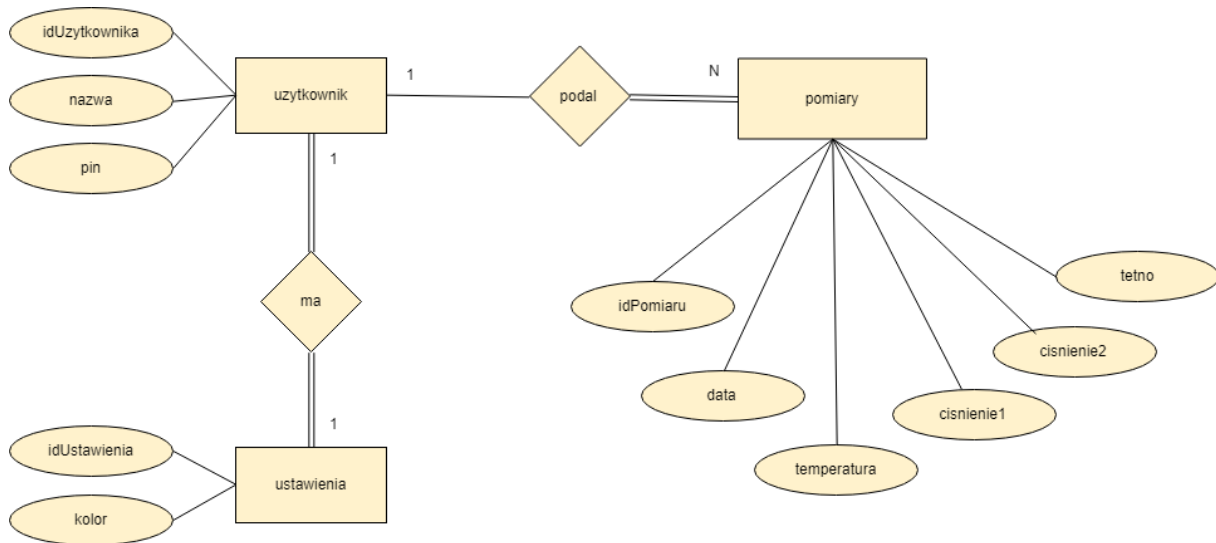 idUzytkownika
nazwa
pin
uzytkownik
1
podal
N
pomiary
1
ma
1
idUstawienia
kolor
ustawienia
idPomiaru
data
temperatura
cisnienie1
cisnienie2
tetno